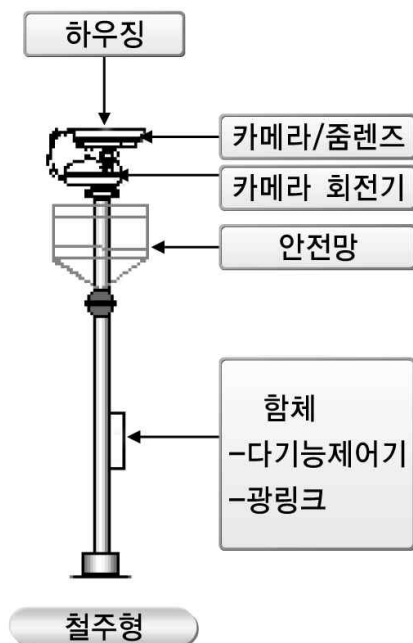 하우징
카메라/줌렌즈
카메라 회전기
안전망
함체
-다기능제어기
-광링크
철주형